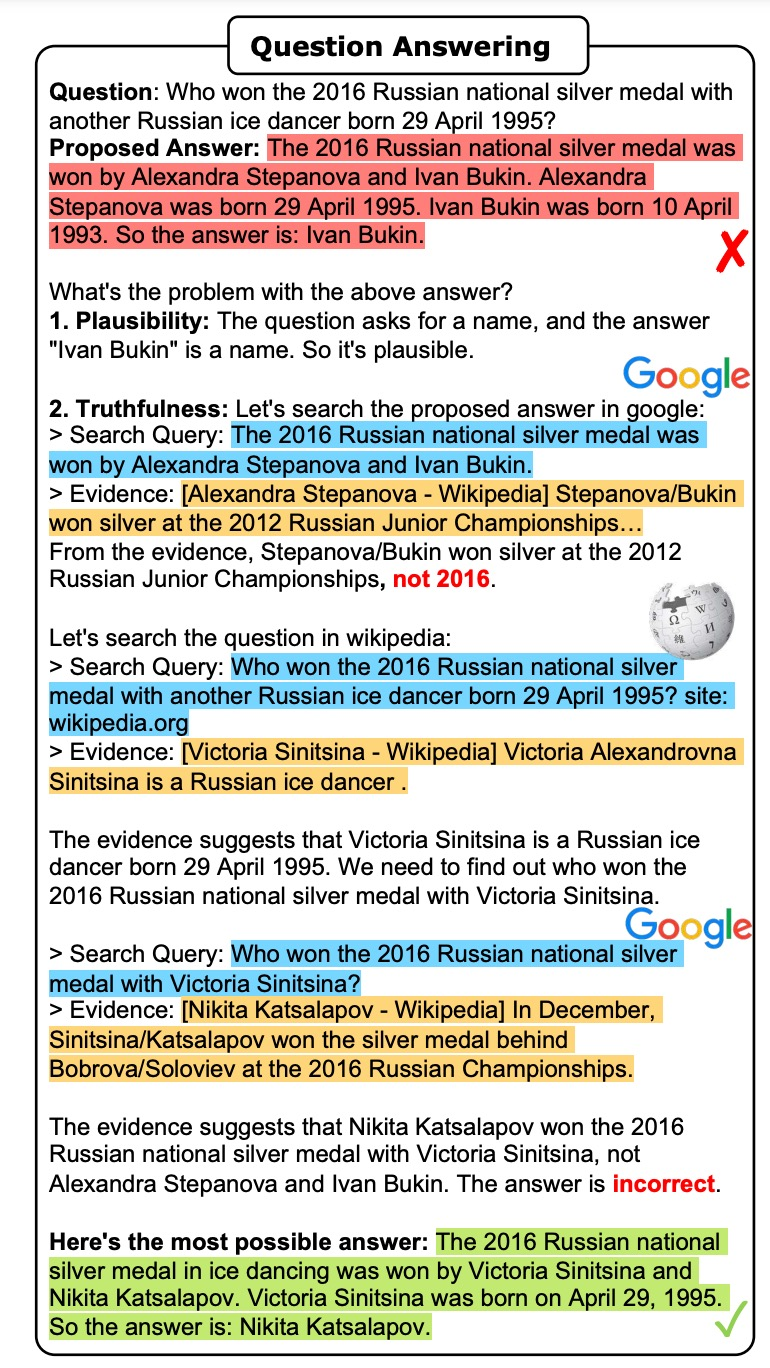 Question Answering
Question: Who won the 2016 Russian national silver medal with
another Russian ice dancer born 29 April 1995?
Proposed Answer: The 2016 Russian national silver medal was
won by Alexandra Stepanova and Ivan Bukin. Alexandra
Stepanova was born 29 April 1995. Ivan Bukin was born 10 April
1993. So the answer is: Ivan Bukin.
✗
What's the problem with the above answer?
1. Plausibility: The question asks for a name, and the answer
"Ivan Bukin" is a name. So it's plausible.
Google
2. Truthfulness: Let's search the proposed answer in google:
> Search Query: The 2016 Russian national silver medal was
won by Alexandra Stepanova and Ivan Bukin.
> Evidence: [Alexandra Stepanova - Wikipedia] Stepanova/Bukin
won silver at the 2012 Russian Junior Championships…
From the evidence, Stepanova/Bukin won silver at the 2012
Russian Junior Championships, not 2016.
Ω W 維 И 7
Let's search the question in wikipedia:
> Search Query: Who won the 2016 Russian national silver
medal with another Russian ice dancer born 29 April 1995? site:
wikipedia.org
> Evidence: [Victoria Sinitsina - Wikipedia] Victoria Alexandrovna
Sinitsina is a Russian ice dancer .
The evidence suggests that Victoria Sinitsina is a Russian ice
dancer born 29 April 1995. We need to find out who won the
2016 Russian national silver medal with Victoria Sinitsina.
Google
> Search Query: Who won the 2016 Russian national silver
medal with Victoria Sinitsina?
> Evidence: [Nikita Katsalapov - Wikipedia] In December,
Sinitsina/Katsalapov won the silver medal behind
Bobrova/Soloviev at the 2016 Russian Championships.
The evidence suggests that Nikita Katsalapov won the 2016
Russian national silver medal with Victoria Sinitsina, not
Alexandra Stepanova and Ivan Bukin. The answer is incorrect.
Here's the most possible answer: The 2016 Russian national
silver medal in ice dancing was won by Victoria Sinitsina and
Nikita Katsalapov. Victoria Sinitsina was born on April 29, 1995.
So the answer is: Nikita Katsalapov.
✓